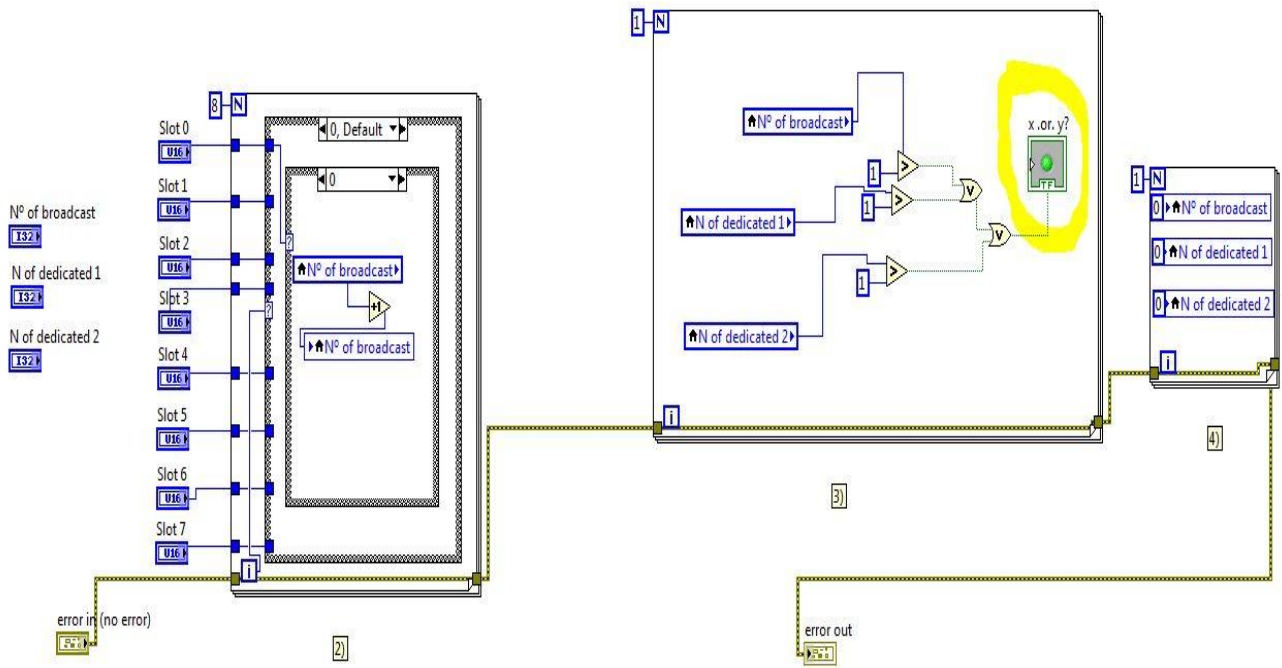 Nº of broadcast
I32
N of dedicated 1
I32
N of dedicated 2
I32
Slot 0
U16
Slot 1
U16
Slot 2
U16
Slot 3
U16
Slot 4
U16
Slot 5
U16
Slot 6
U16
Slot 7
U16
error in (no error)
8
N
0, Default
0
?
?
Nº of broadcast
+1
Nº of broadcast
i
2)
1
N
Nº of broadcast
1
>
N of dedicated 1
1
>
N of dedicated 2
1
>
V
V
x .or. y?
TF
i
3)
1
N
0
Nº of broadcast
0
N of dedicated 1
0
N of dedicated 2
i
4)
error out